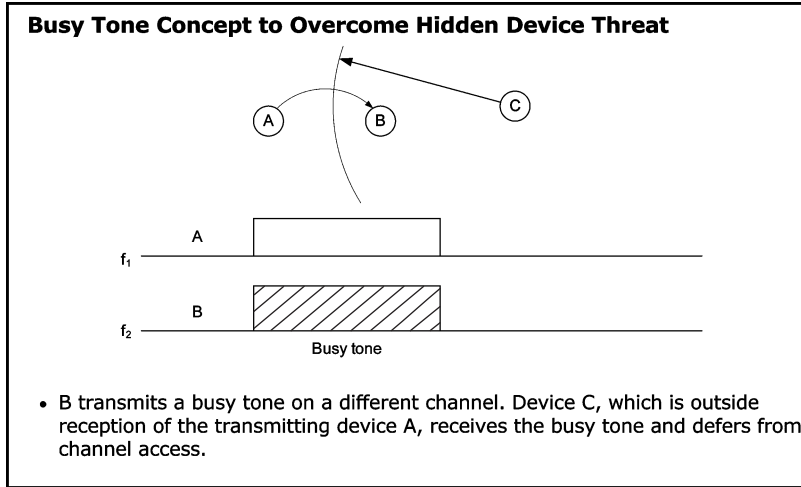 Busy Tone Concept to Overcome Hidden Device Threat
A
B
C
A
f₁
B
f₂
Busy tone
• B transmits a busy tone on a different channel. Device C, which is outside
reception of the transmitting device A, receives the busy tone and defers from
channel access.